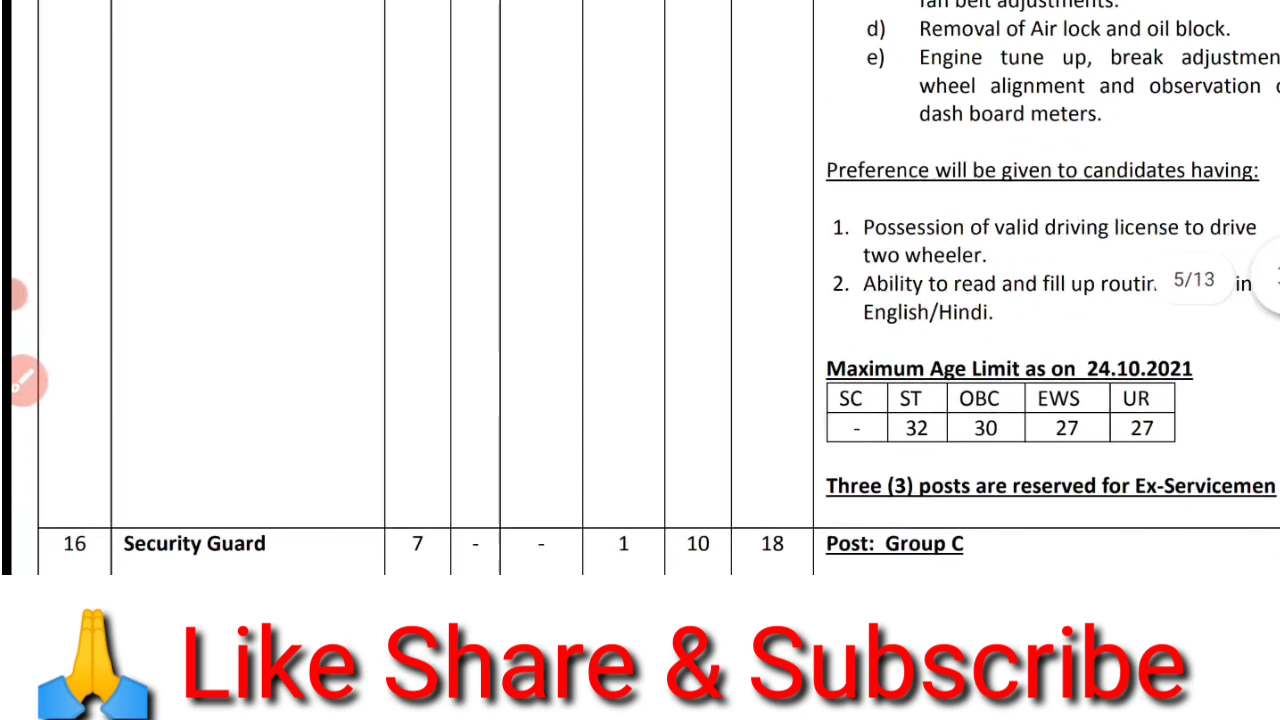 fan belt adjustments.
d) Removal of Air lock and oil block.
e) Engine tune up, break adjustmen
wheel alignment and observation
dash board meters.
Preference will be given to candidates having:
1. Possession of valid driving license to drive
two wheeler.
2. Ability to read and fill up routin 5/13 in
English/Hindi.
Maximum Age Limit as on 24.10.2021
SC ST OBC EWS UR
- 32 30 27 27
Three (3) posts are reserved for Ex-Servicemen
16 Security Guard 7 - - 1 10 18 Post: Group C
🙏 Like Share & Subscribe